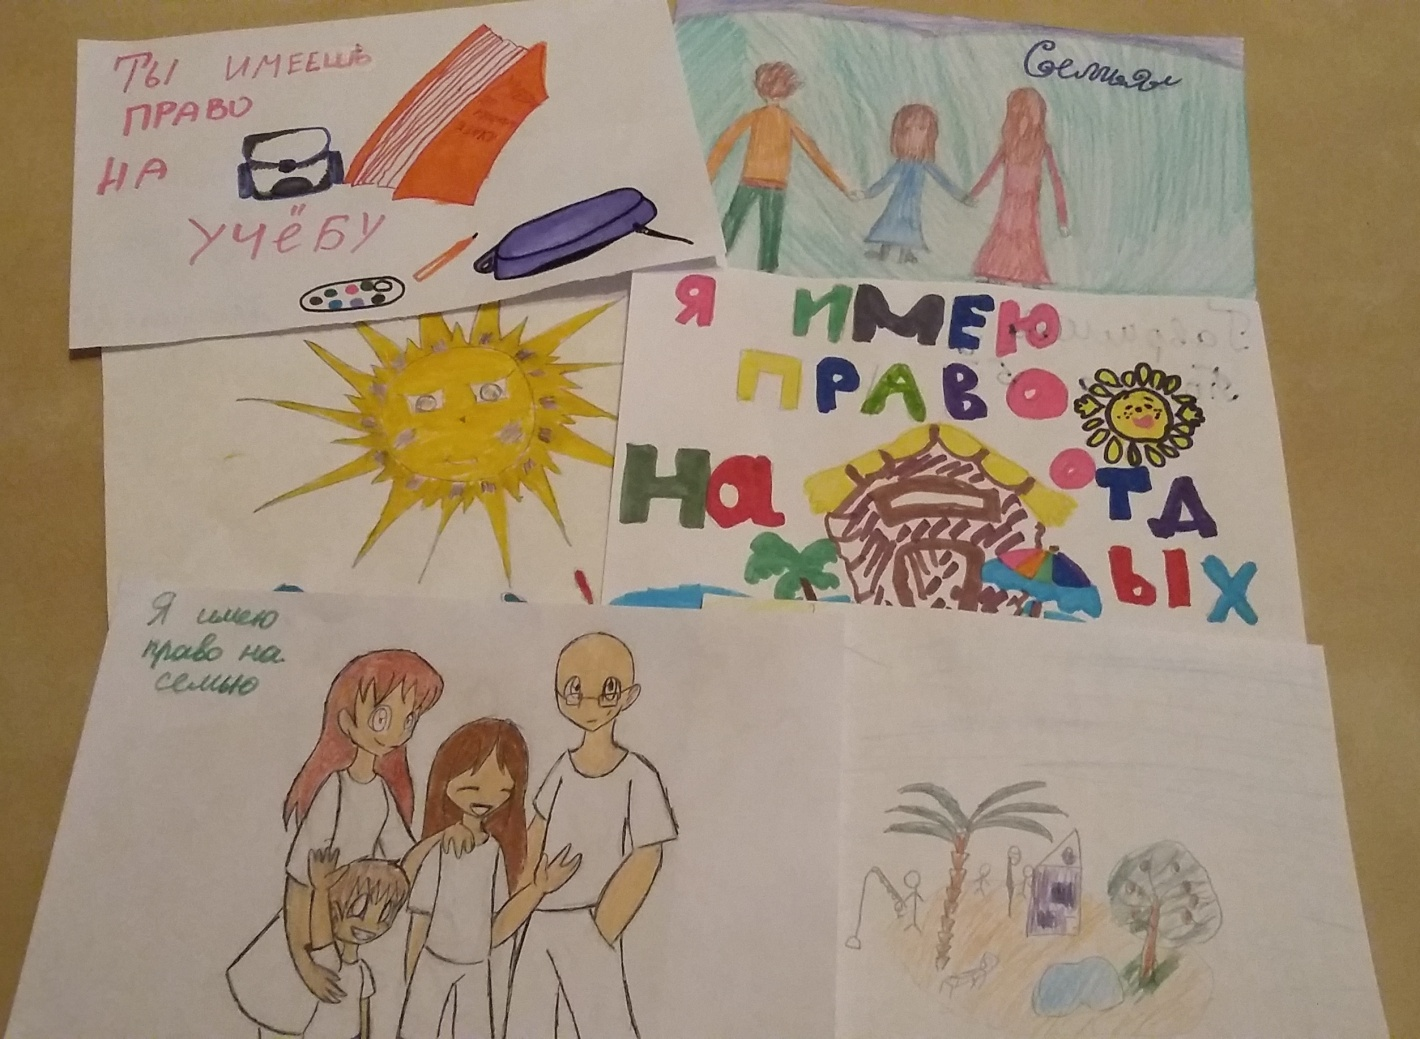 ТЫ ИМЕЕШЬ
ПРАВО
НА
УЧЁБУ
Семья
Я ИМЕЮ
ПРАВО
На
ОТД
ЫХ
Я имею
право на
семью